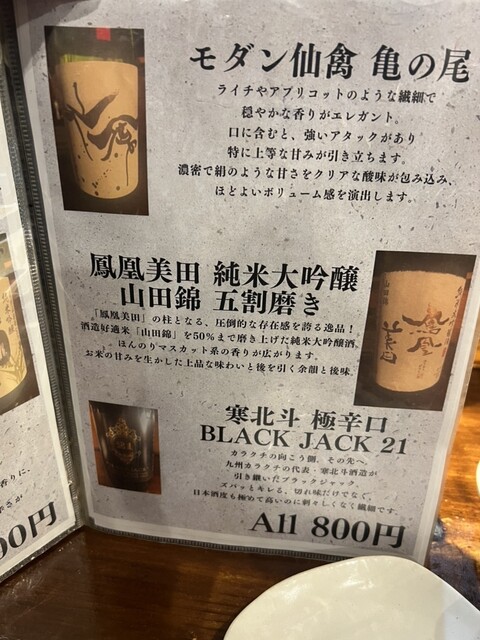 モダン仙禽 亀の尾
ライチやアプリコットのような繊細で
穏やかな香りがエレガント。
口に含むと、強いアタックがあり
特に上等な甘みが引き立ちます。
濃密で絹のような甘さをクリアな酸味が包み込み、
ほどよいボリューム感を演出します。
鳳凰美田 純米大吟醸
山田錦 五割磨き
「鳳凰美田」の柱となる、圧倒的な存在感を誇る逸品!
酒造好適米「山田錦」を50%まで磨き上げた純米大吟醸酒。
ほんのりマスカット系の香りが広がります。
お米の甘みを生かした上品な味わいと後を引く余韻と後味
寒北斗 極辛口
BLACK JACK 21
カラクチの向こう側、その先へ。
九州カラクチの代表・寒北斗酒造が
引き継いだブラックジャック。
ズバッとキレる、切れ味だけでなく、
日本酒度も極めて高いのに刺々しくなく繊細です。
All 800円
香りに、
辛さが
00円